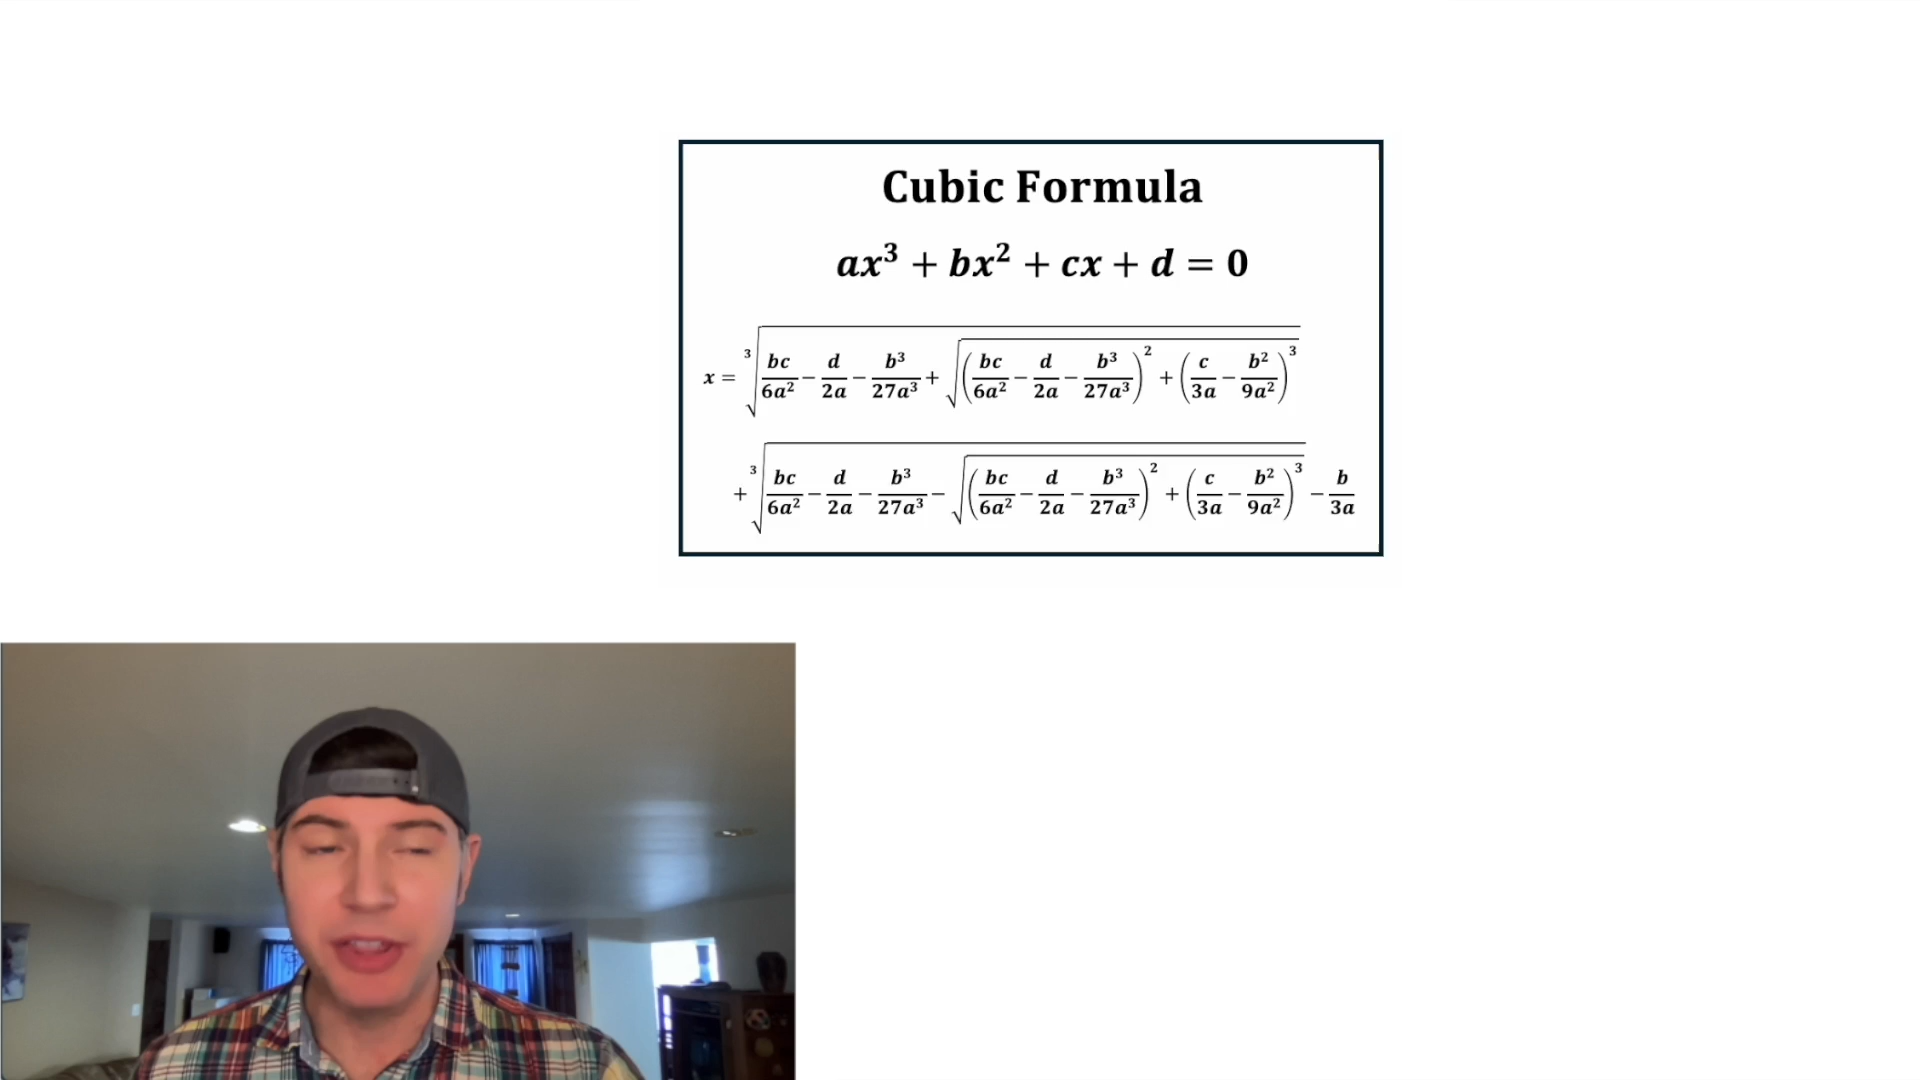 Cubic Formula
ax³ + bx² + cx + d = 0
x = ∛(bc/6a² − d/2a − b³/27a³ + √((bc/6a² − d/2a − b³/27a³)² + (c/3a − b²/9a²)³))
+ ∛(bc/6a² − d/2a − b³/27a³ − √((bc/6a² − d/2a − b³/27a³)² + (c/3a − b²/9a²)³)) − b/3a